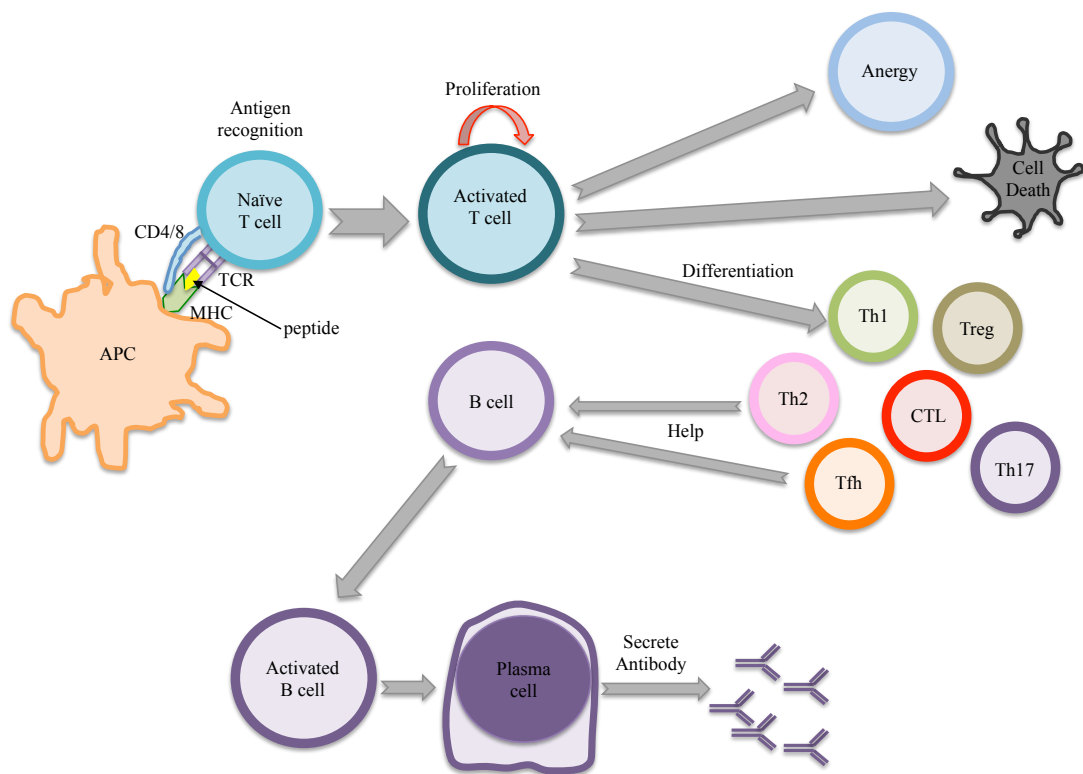 Antigen
recognition
Proliferation
Anergy
Naïve
T cell
Activated
T cell
Cell
Death
CD4/8
TCR
MHC
peptide
APC
Differentiation
Th1
Treg
B cell
Th2
CTL
Help
Th17
Tfh
Activated
B cell
Plasma
cell
Secrete
Antibody